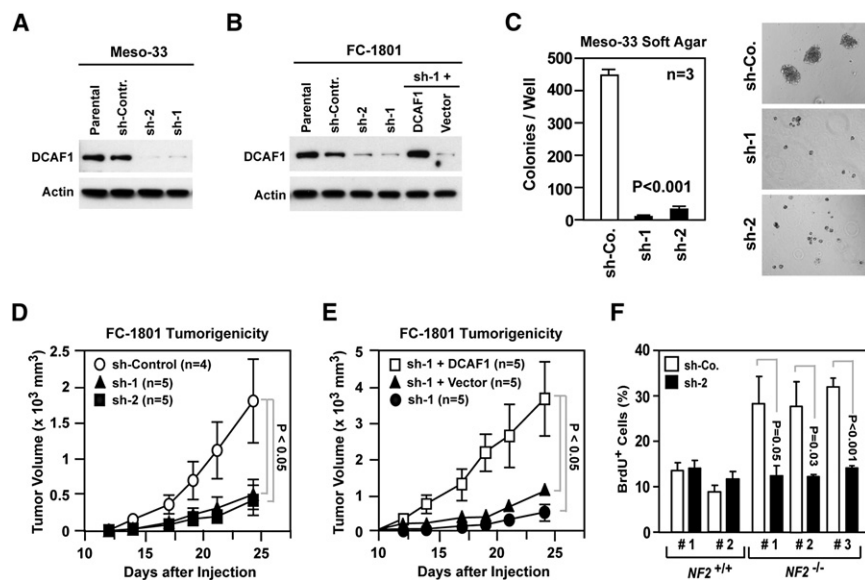 A
Meso-33
Parental
sh-Contr.
sh-2
sh-1
DCAF1
Actin
B
FC-1801
sh-1 +
Parental
sh-Contr.
sh-2
sh-1
DCAF1
Vector
DCAF1
Actin
C
Meso-33 Soft Agar
Colonies / Well
500
400
300
200
100
0
n=3
P<0.001
sh-Co.
sh-1
sh-2
sh-Co.
sh-1
sh-2
D
FC-1801 Tumorigenicity
Tumor Volume (x 10³ mm³)
2.5
2
1.5
1
0.5
0
sh-Control (n=4)
sh-1 (n=5)
sh-2 (n=5)
P < 0.05
10 15 20 25
Days after Injection
E
FC-1801 Tumorigenicity
Tumor Volume (x 10³ mm³)
5
4
3
2
1
0
sh-1 + DCAF1 (n=5)
sh-1 + Vector (n=5)
sh-1 (n=5)
P < 0.05
10 15 20 25
Days after Injection
F
BrdU⁺ Cells (%)
40
30
20
10
0
sh-Co.
sh-2
P=0.05
P=0.03
P<0.001
# 1 # 2 # 1 # 2 # 3
NF2 +/+ NF2 -/-